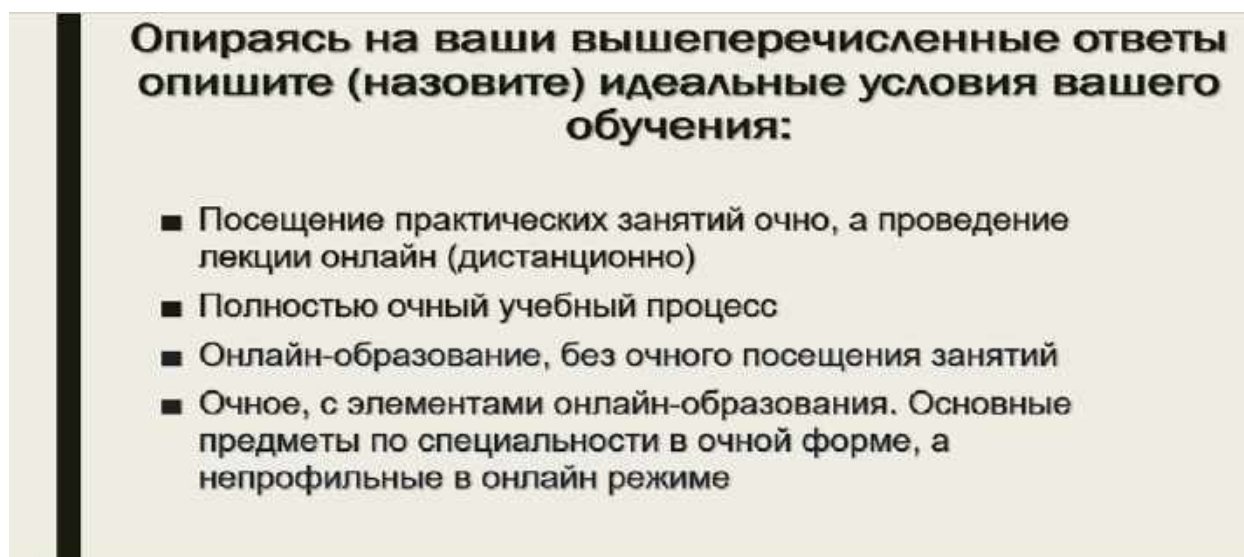 Опираясь на ваши вышеперечисленные ответы
опишите (назовите) идеальные условия вашего
обучения:
■ Посещение практических занятий очно, а проведение
лекции онлайн (дистанционно)
■ Полностью очный учебный процесс
■ Онлайн-образование, без очного посещения занятий
■ Очное, с элементами онлайн-образования. Основные
предметы по специальности в очной форме, а
непрофильные в онлайн режиме